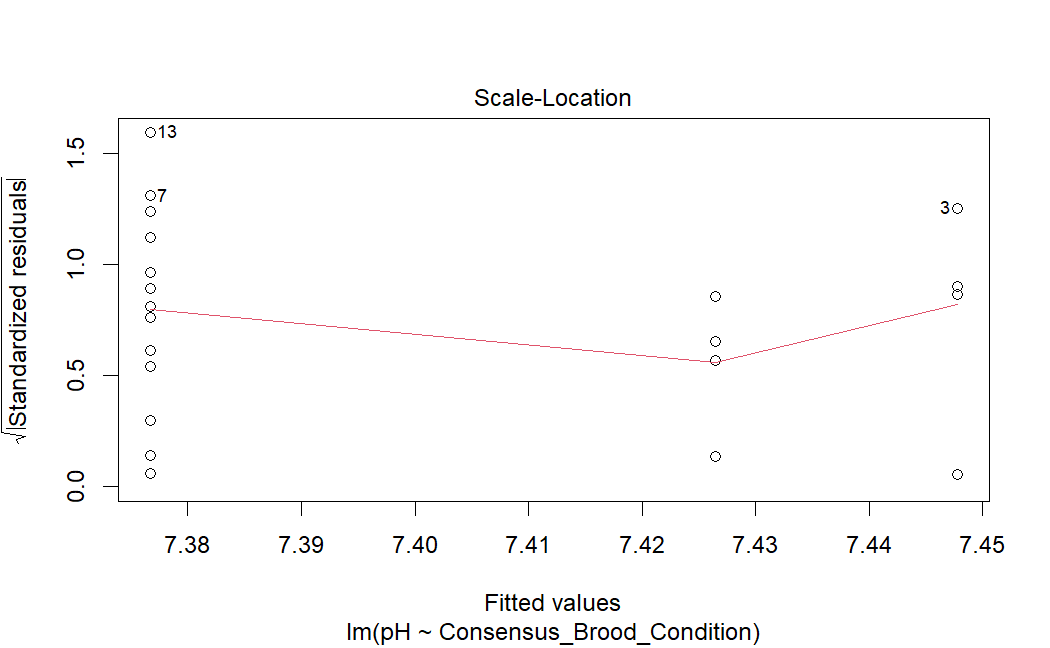 Scale-Location
√|Standardized residuals|
1.5
1.0
0.5
0.0
13
7
3
7.38 7.39 7.40 7.41 7.42 7.43 7.44 7.45
Fitted values
lm(pH ~ Consensus_Brood_Condition)